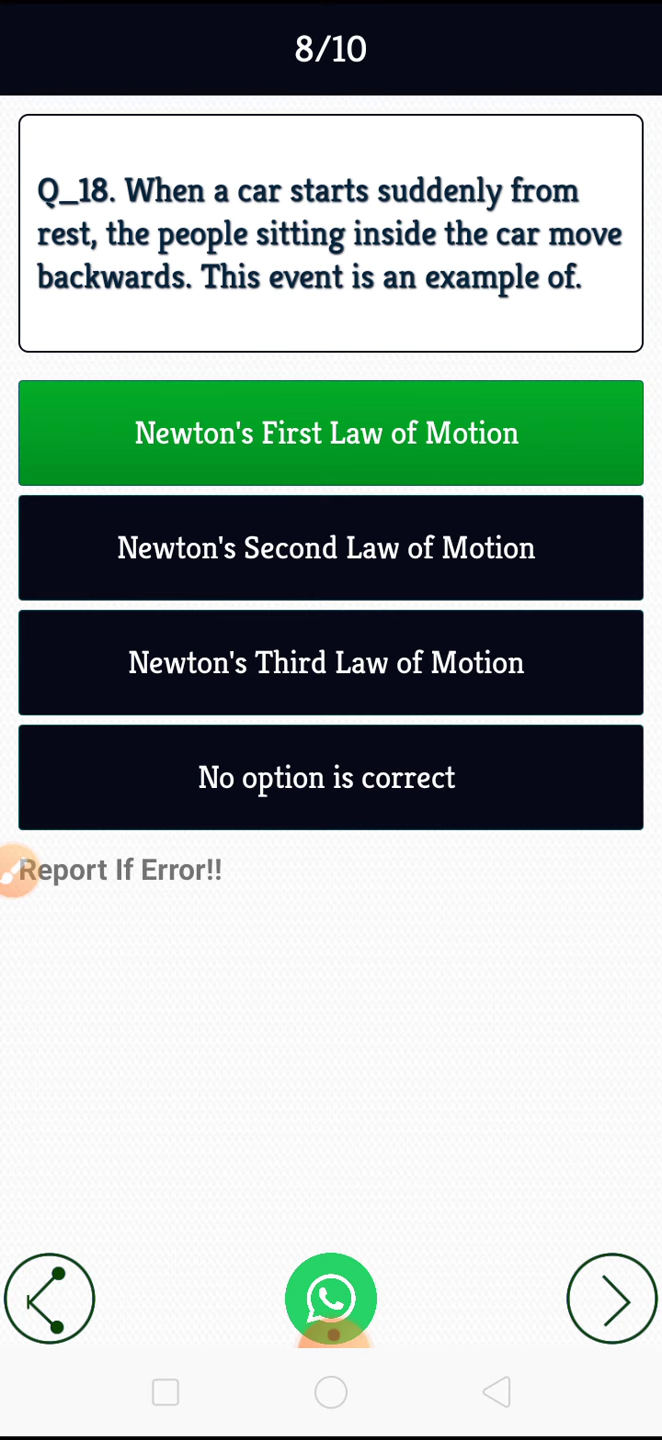 8/10
Q_18. When a car starts suddenly from
rest, the people sitting inside the car move
backwards. This event is an example of.
Newton's First Law of Motion
Newton's Second Law of Motion
Newton's Third Law of Motion
No option is correct
Report If Error!!